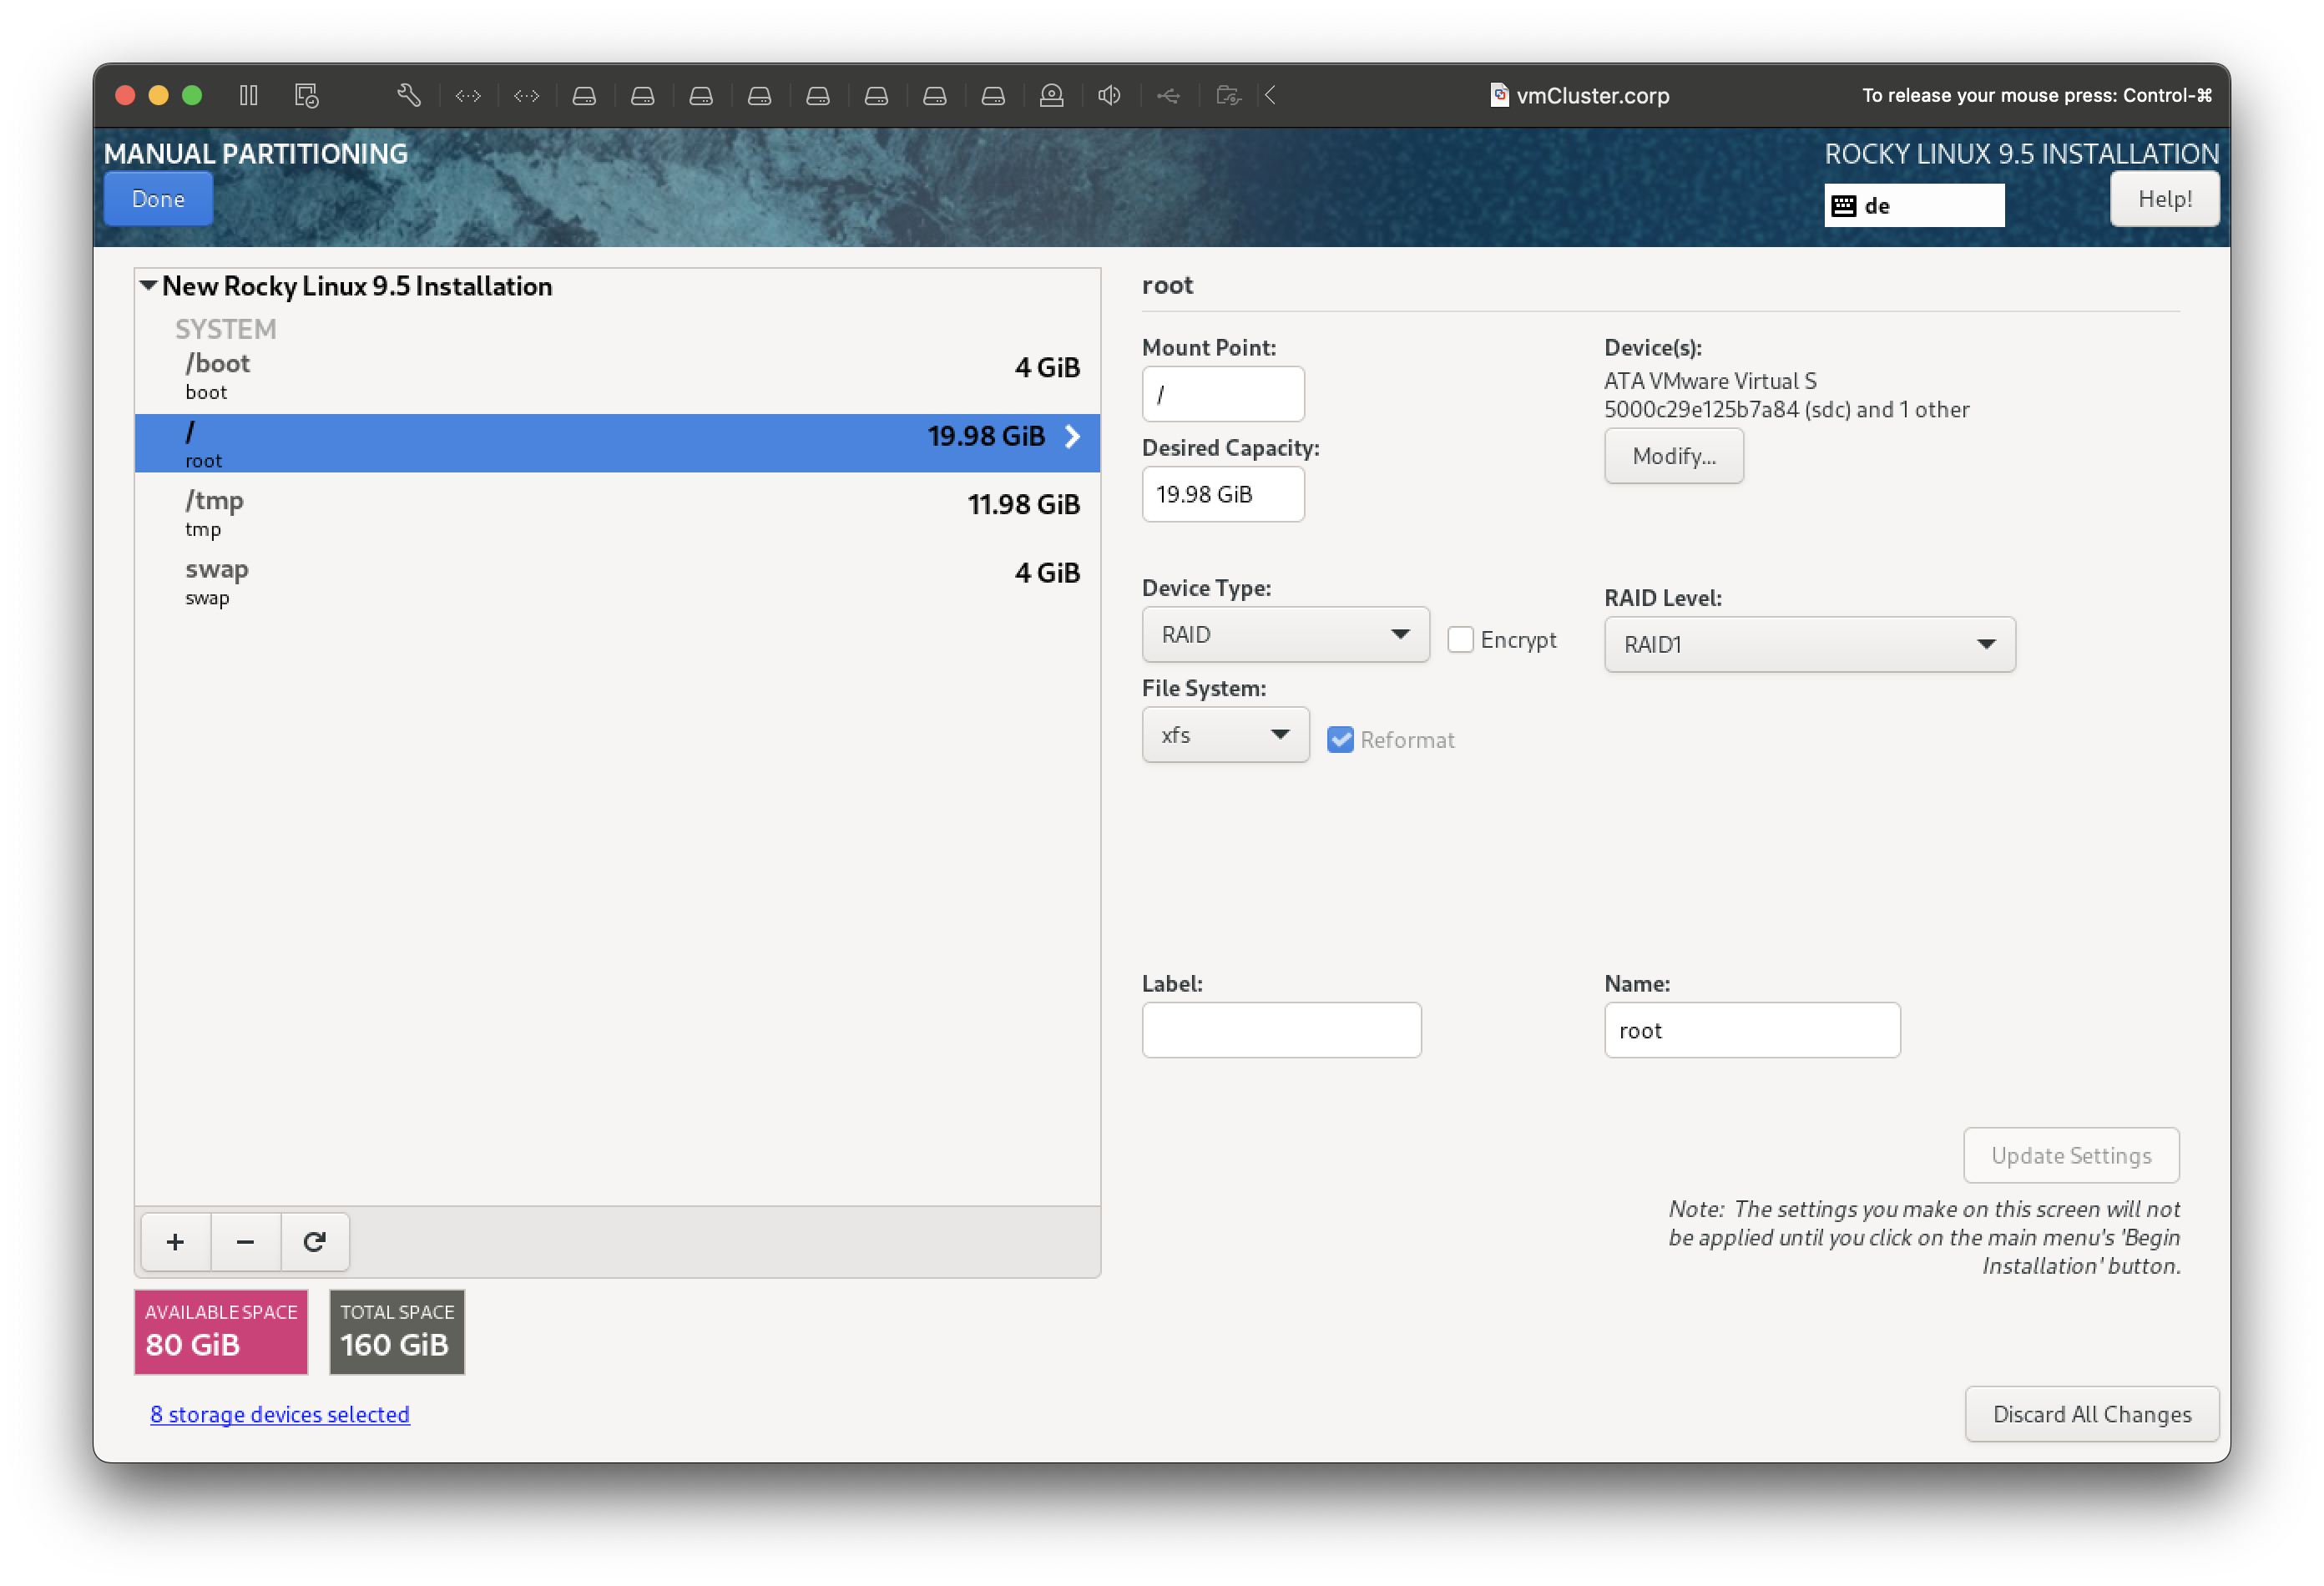 vmCluster.corp
To release your mouse press: Control-⌘
MANUAL PARTITIONING
ROCKY LINUX 9.5 INSTALLATION
Done
de
Help!
New Rocky Linux 9.5 Installation
SYSTEM
/boot
4 GiB
boot
/
19.98 GiB
root
/tmp
11.98 GiB
tmp
swap
4 GiB
swap
root
Mount Point:
/
Desired Capacity:
19.98 GiB
Device(s):
ATA VMware Virtual S
5000c29e125b7a84 (sdc) and 1 other
Modify...
Device Type:
RAID
Encrypt
RAID Level:
RAID1
File System:
xfs
Reformat
Label:
Name:
root
Update Settings
Note: The settings you make on this screen will not
be applied until you click on the main menu's 'Begin
Installation' button.
AVAILABLE SPACE
80 GiB
TOTAL SPACE
160 GiB
8 storage devices selected
Discard All Changes